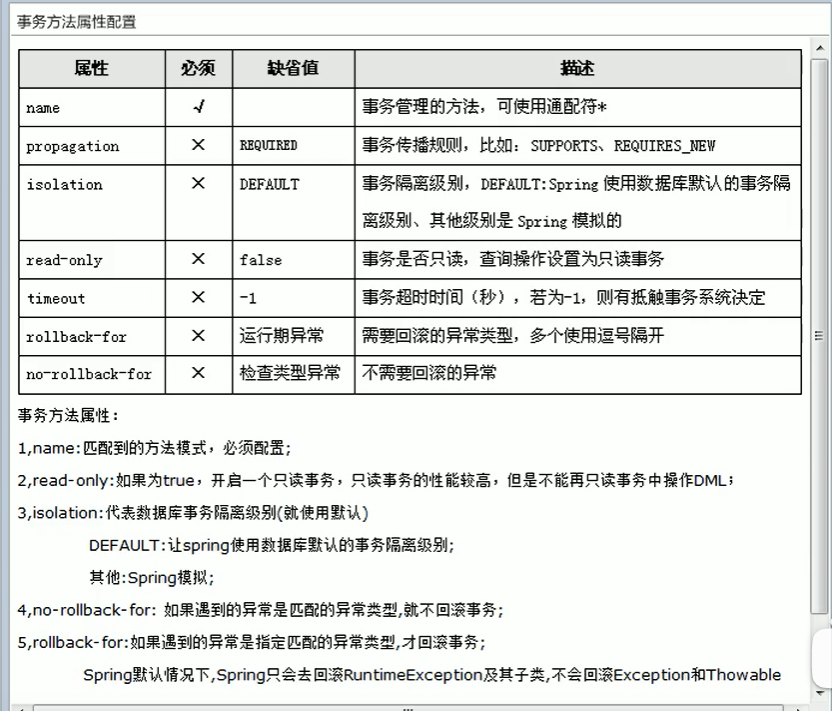 事务方法属性配置
属性 必须 缺省值 描述
name √ 事务管理的方法，可使用通配符*
propagation × REQUIRED 事务传播规则，比如：SUPPORTS、REQUIRES_NEW
isolation × DEFAULT 事务隔离级别，DEFAULT:Spring 使用数据库默认的事务隔
离级别、其他级别是 Spring 模拟的
read-only × false 事务是否只读，查询操作设置为只读事务
timeout × -1 事务超时时间（秒），若为-1，则有抵触事务系统决定
rollback-for × 运行期异常 需要回滚的异常类型，多个使用逗号隔开
no-rollback-for × 检查类型异常 不需要回滚的异常
事务方法属性：
1,name:匹配到的方法模式，必须配置;
2,read-only:如果为true，开启一个只读事务，只读事务的性能较高，但是不能再只读事务中操作DML；
3,isolation:代表数据库事务隔离级别(就使用默认)
DEFAULT:让spring使用数据库默认的事务隔离级别;
其他:Spring模拟;
4,no-rollback-for: 如果遇到的异常是匹配的异常类型,就不回滚事务;
5,rollback-for:如果遇到的异常是指定匹配的异常类型,才回滚事务;
Spring默认情况下,Spring只会去回滚RuntimeException及其子类,不会回滚Exception和Thowable